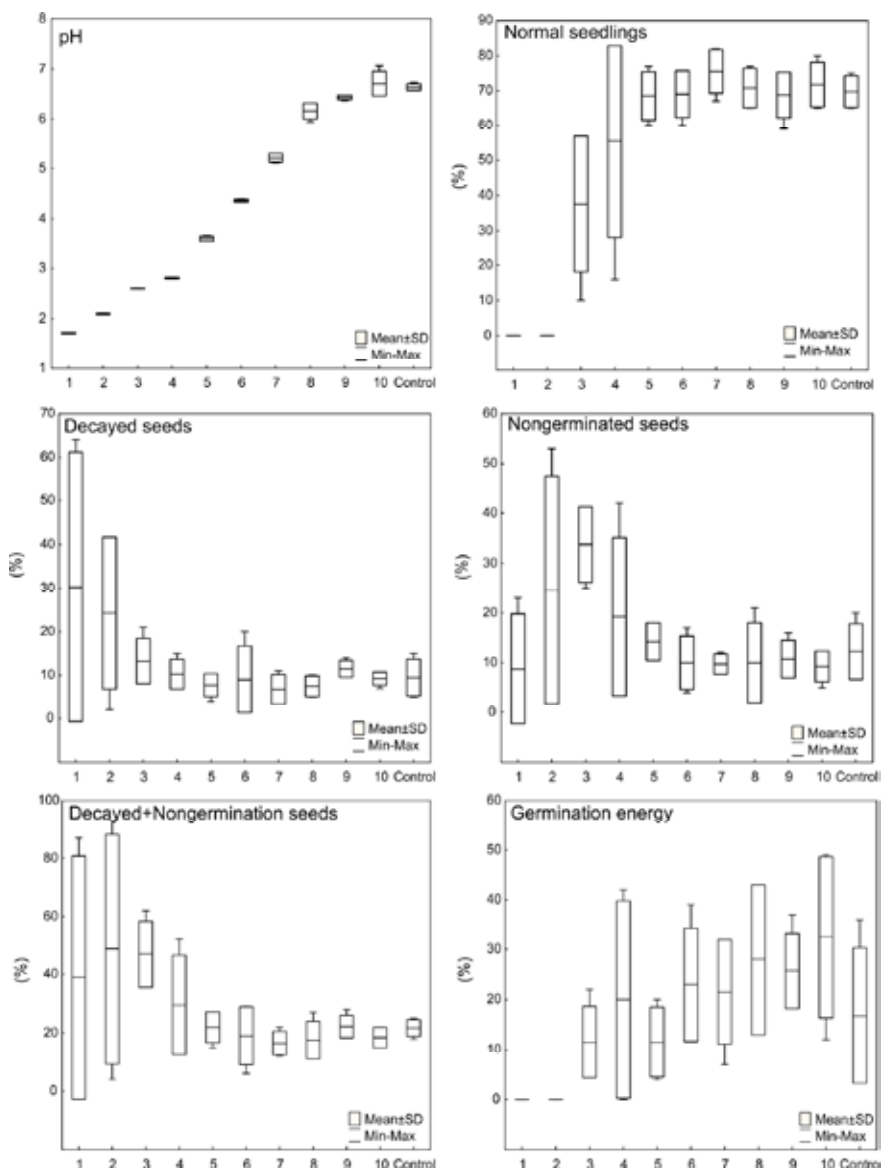 pH
8
7
6
5
4
3
2
1
Mean±SD
Min-Max
1 2 3 4 5 6 7 8 9 10 Control
Normal seedlings
(%)
90
80
70
60
50
40
30
20
10
0
Mean±SD
Min-Max
1 2 3 4 5 6 7 8 9 10 Control
Decayed seeds
(%)
70
60
50
40
30
20
10
0
Mean±SD
Min-Max
1 2 3 4 5 6 7 8 9 10 Control
Nongerminated seeds
(%)
60
50
40
30
20
10
0
Mean±SD
Min-Max
1 2 3 4 5 6 7 8 9 10 Control
Decayed+Nongermination seeds
(%)
100
80
60
40
20
0
Mean±SD
Min-Max
1 2 3 4 5 6 7 8 9 10 Control
Germination energy
(%)
60
50
40
30
20
10
0
Mean±SD
Min-Max
1 2 3 4 5 6 7 8 9 10 Control